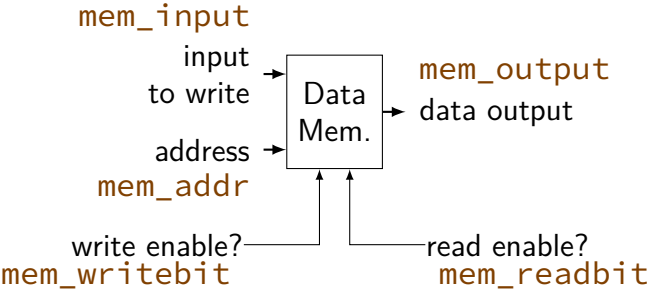 mem_input
input
to write
address
mem_addr
Data
Mem.
mem_output
data output
write enable?
mem_writebit
read enable?
mem_readbit